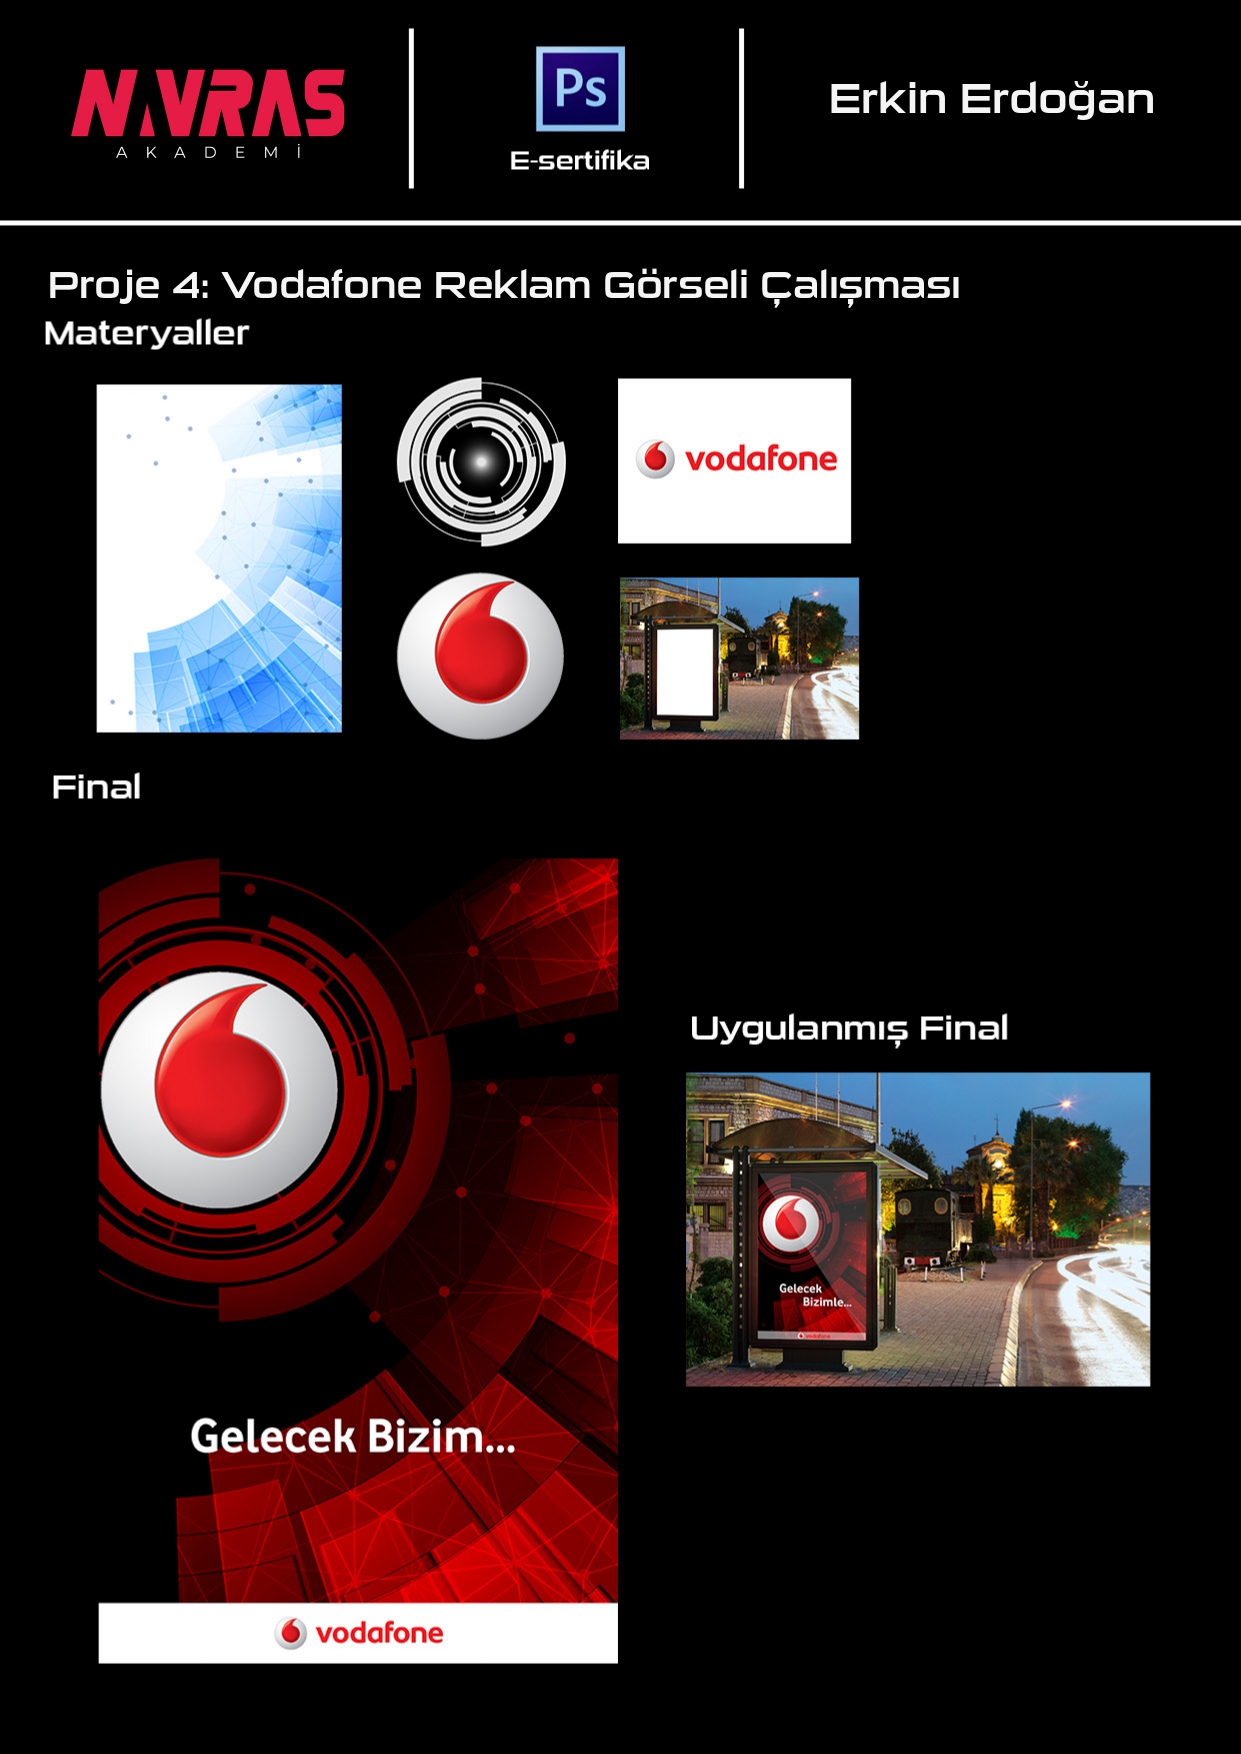 NAVRAS
AKADEMİ
Ps
E-sertifika
Erkin Erdoğan
Proje 4: Vodafone Reklam Görseli Çalışması
Materyaller
vodafone
Final
Uygulanmış Final
Gelecek
Bizimle...
vodafone
Gelecek Bizim...
vodafone